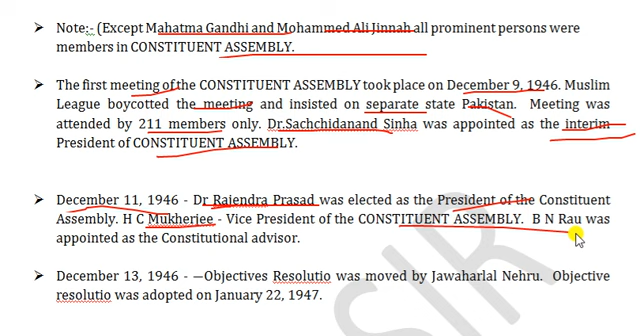 ➤ Note:- (Except Mahatma Gandhi and Mohammed Ali Jinnah all prominent persons were
members in CONSTITUENT ASSEMBLY.
➤ The first meeting of the CONSTITUENT ASSEMBLY took place on December 9, 1946. Muslim
League boycotted the meeting and insisted on separate state Pakistan. Meeting was
attended by 211 members only. Dr.Sachchidanand Sinha was appointed as the interim
President of CONSTITUENT ASSEMBLY.
➤ December 11, 1946 - Dr Rajendra Prasad was elected as the President of the Constituent
Assembly. H C Mukherjee - Vice President of the CONSTITUENT ASSEMBLY. B N Rau was
appointed as the Constitutional advisor.
➤ December 13, 1946 - —Objectives Resolutio was moved by Jawaharlal Nehru. Objective
resolutio was adopted on January 22, 1947.
SIR